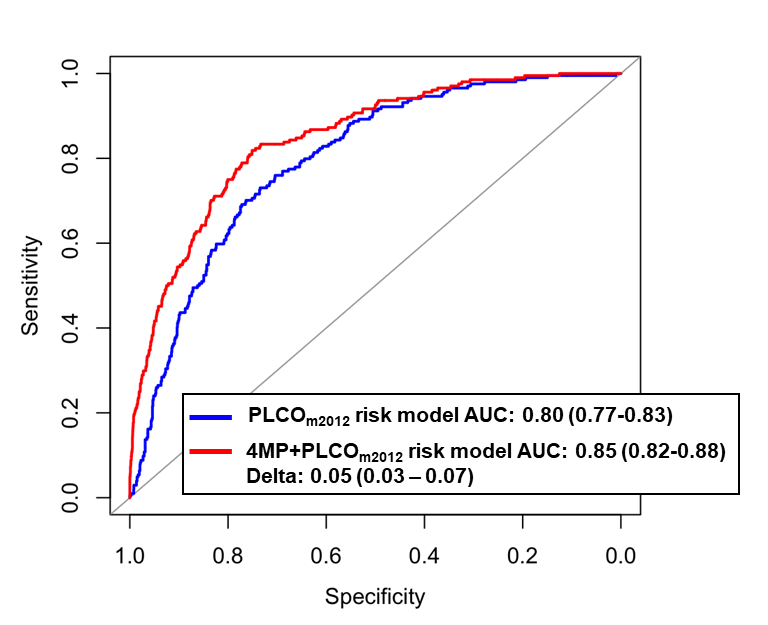 1.0
0.8
0.6
0.4
0.2
0.0
Sensitivity
PLCOm2012 risk model AUC: 0.80 (0.77-0.83)
4MP+PLCOm2012 risk model AUC: 0.85 (0.82-0.88)
Delta: 0.05 (0.03 – 0.07)
1.0 0.8 0.6 0.4 0.2 0.0
Specificity